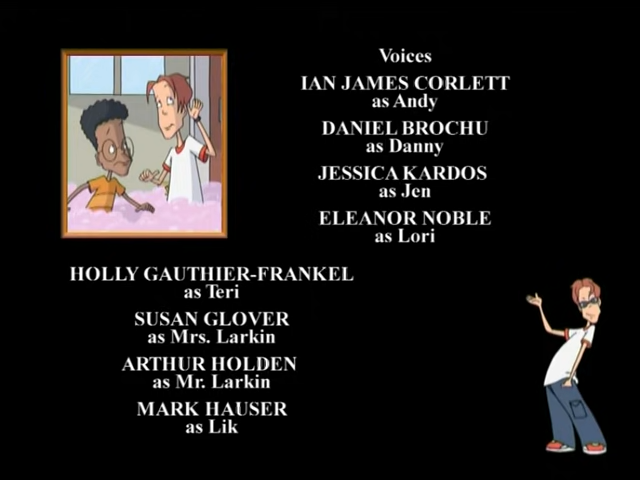 Voices
IAN JAMES CORLETT
as Andy
DANIEL BROCHU
as Danny
JESSICA KARDOS
as Jen
ELEANOR NOBLE
as Lori
HOLLY GAUTHIER-FRANKEL
as Teri
SUSAN GLOVER
as Mrs. Larkin
ARTHUR HOLDEN
as Mr. Larkin
MARK HAUSER
as Lik